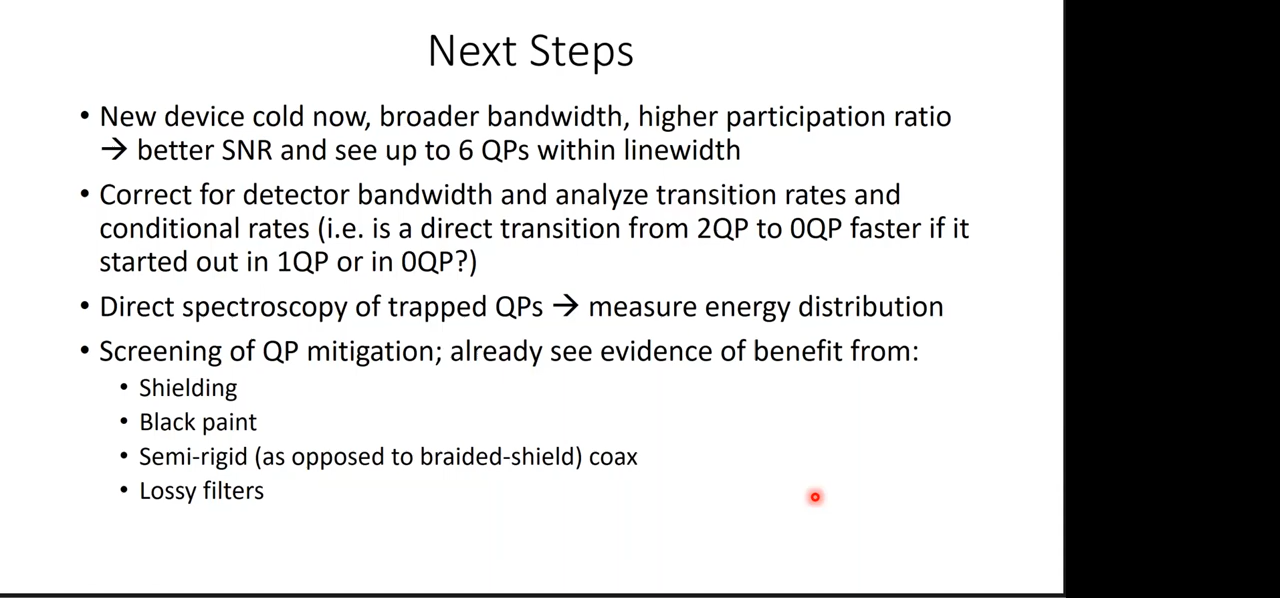 Next Steps
• New device cold now, broader bandwidth, higher participation ratio
→ better SNR and see up to 6 QPs within linewidth
• Correct for detector bandwidth and analyze transition rates and
conditional rates (i.e. is a direct transition from 2QP to 0QP faster if it
started out in 1QP or in 0QP?)
• Direct spectroscopy of trapped QPs → measure energy distribution
• Screening of QP mitigation; already see evidence of benefit from:
• Shielding
• Black paint
• Semi-rigid (as opposed to braided-shield) coax
• Lossy filters